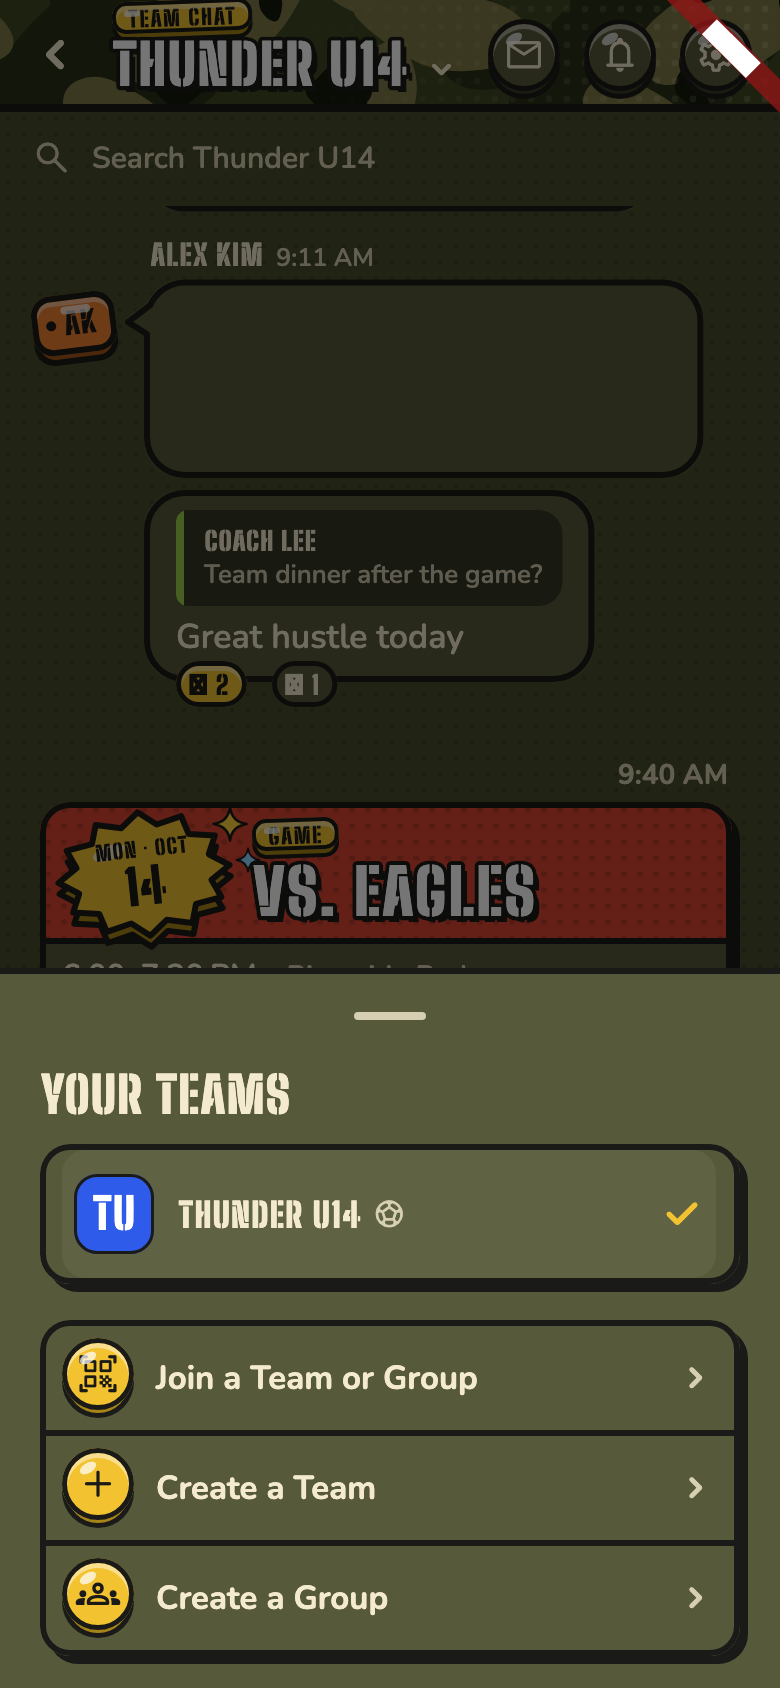 TEAM CHAT
THUNDER U14
Search Thunder U14
ALEX KIM 9:11 AM
AK
COACH LEE
Team dinner after the game?
Great hustle today
2
1
9:40 AM
MON · OCT
14
GAME
VS. EAGLES
YOUR TEAMS
TU THUNDER U14
Join a Team or Group
Create a Team
Create a Group